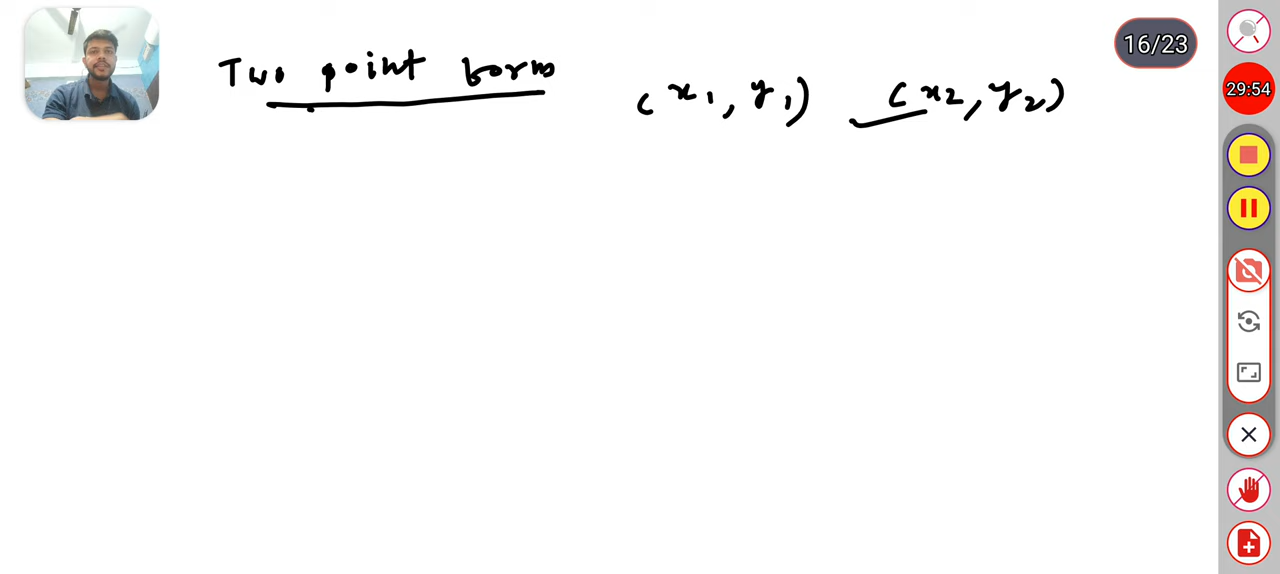 Two point form
(x1, y1) (x2, y2)
16/23
29:54